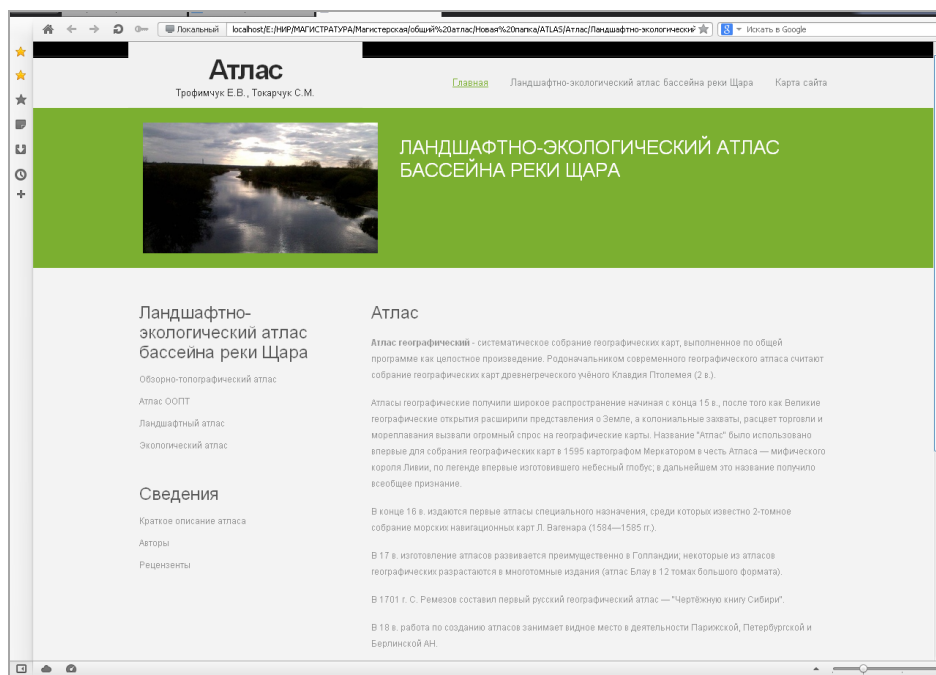 Локальный
localhost/E:/НИР/МАГИСТРАТУРА/Магистерская/общий%20атлас/Новая%20папка/ATLAS/Атлас/Ландшафтно-экологический
Искать в Google
Атлас
Трофимчук Е.В., Токарчук С.М.
Главная
Ландшафтно-экологический атлас бассейна реки Щара
Карта сайта
ЛАНДШАФТНО-ЭКОЛОГИЧЕСКИЙ АТЛАС
БАССЕЙНА РЕКИ ЩАРА
Ландшафтно-
экологический атлас
бассейна реки Щара
Обзорно-топографический атлас
Атлас ООПТ
Ландшафтный атлас
Экологический атлас
Сведения
Краткое описание атласа
Авторы
Рецензенты
Атлас
Атлас географический - систематическое собрание географических карт, выполненное по общей
программе как целостное произведение. Родоначальником современного географического атласа считают
собрание географических карт древнегреческого учёного Клавдия Птолемея (2 в.).
Атласы географические получили широкое распространение начиная с конца 15 в., после того как Великие
географические открытия расширили представления о Земле, а колониальные захваты, расцвет торговли и
мореплавания вызвали огромный спрос на географические карты. Название "Атлас" было использовано
впервые для собрания географических карт в 1595 картографом Меркатором в честь Атласа — мифического
короля Ливии, по легенде впервые изготовившего небесный глобус; в дальнейшем это название получило
всеобщее признание.
В конце 16 в. издаются первые атласы специального назначения, среди которых известно 2-томное
собрание морских навигационных карт Л. Вагенара (1584—1585 гг.).
В 17 в. изготовление атласов развивается преимущественно в Голландии; некоторые из атласов
географических разрастаются в многотомные издания (атлас Блау в 12 томах большого формата).
В 1701 г. С. Ремезов составил первый русский географический атлас — "Чертёжную книгу Сибири".
В 18 в. работа по созданию атласов занимает видное место в деятельности Парижской, Петербургской и
Берлинской АН.